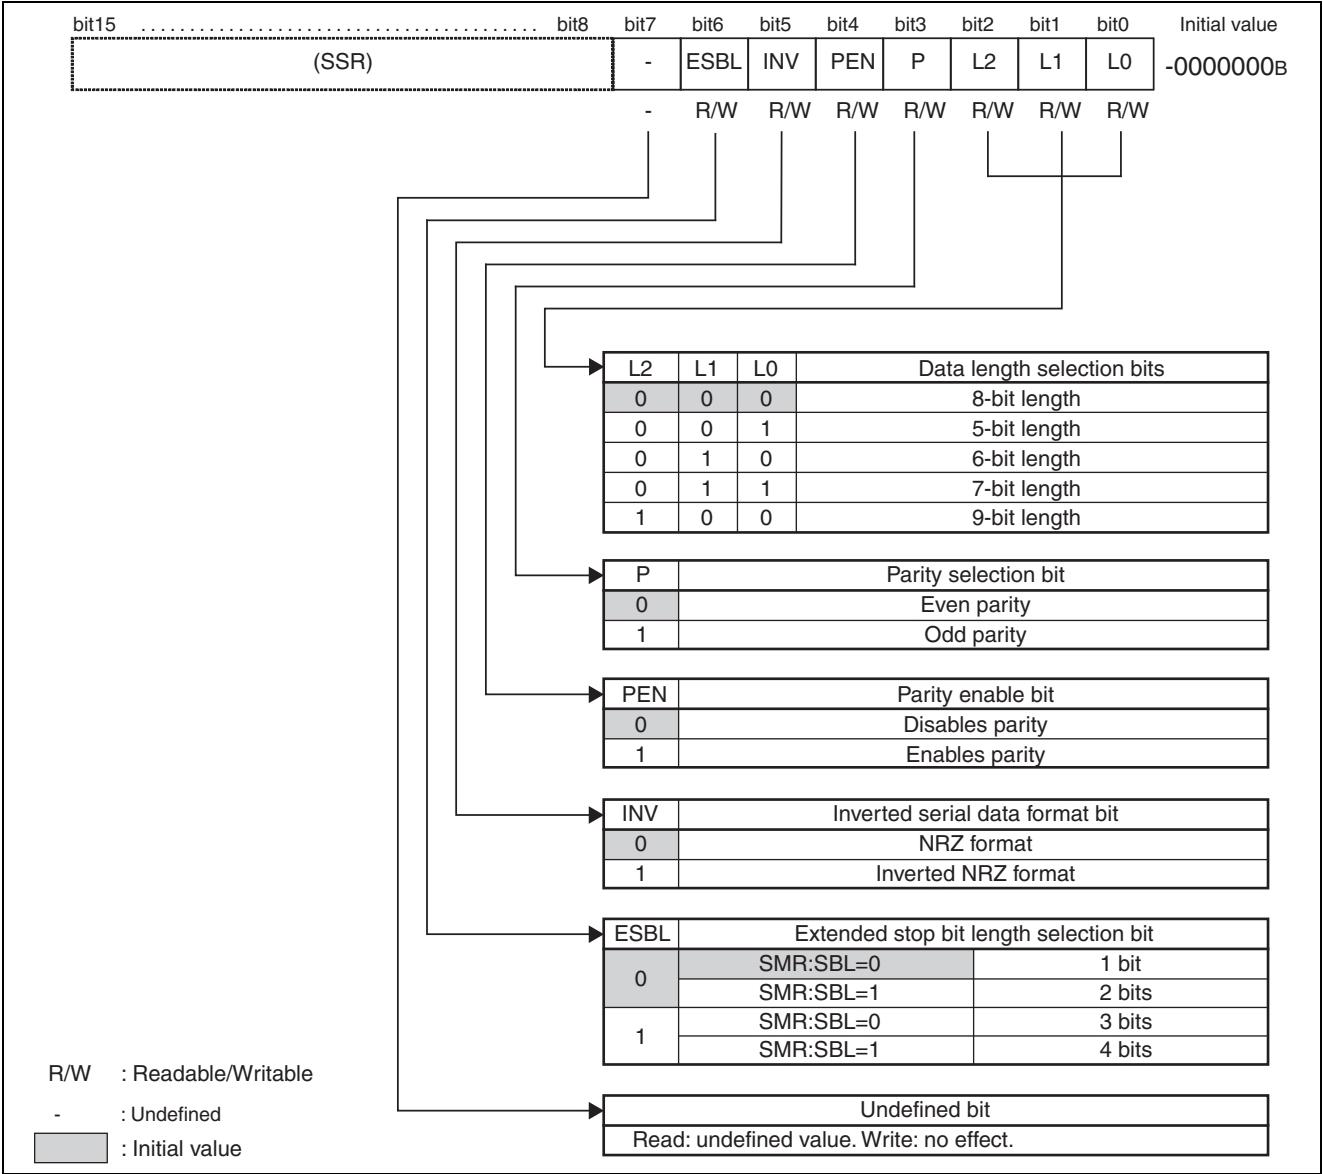 bit15 . . . . . . . . . . . . . . . . . . . . . . . . . . . . . . . . . . . . . . . . . bit8 bit7 bit6 bit5 bit4 bit3 bit2 bit1 bit0 Initial value
(SSR) - ESBL INV PEN P L2 L1 L0 -0000000B
- R/W R/W R/W R/W R/W R/W R/W
L2 L1 L0 Data length selection bits
0 0 0 8-bit length
0 0 1 5-bit length
0 1 0 6-bit length
0 1 1 7-bit length
1 0 0 9-bit length
P Parity selection bit
0 Even parity
1 Odd parity
PEN Parity enable bit
0 Disables parity
1 Enables parity
INV Inverted serial data format bit
0 NRZ format
1 Inverted NRZ format
ESBL Extended stop bit length selection bit
0 SMR:SBL=0 1 bit
SMR:SBL=1 2 bits
1 SMR:SBL=0 3 bits
SMR:SBL=1 4 bits
Undefined bit
Read: undefined value. Write: no effect.
R/W : Readable/Writable
- : Undefined
: Initial value